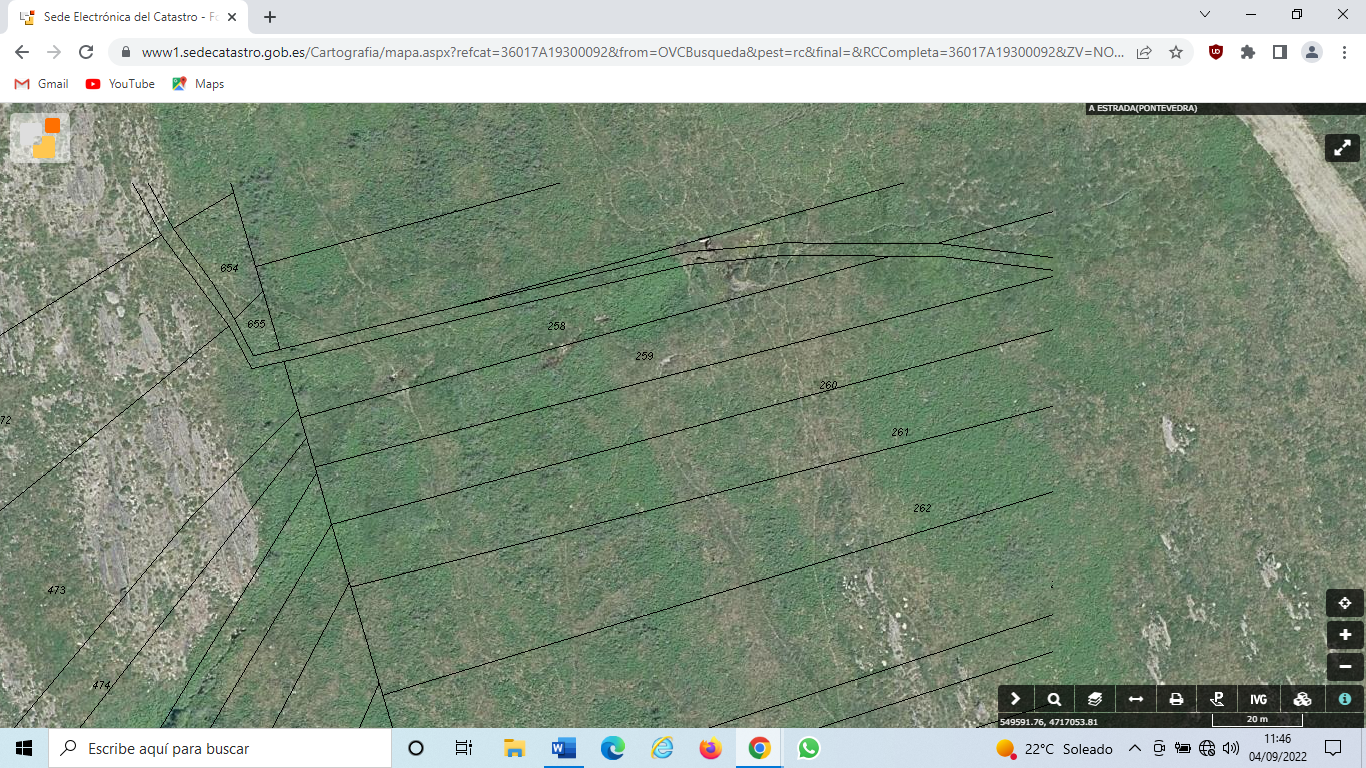 Sede Electrónica del Catastro - Fo
www1.sedecatastro.gob.es/Cartografia/mapa.aspx?refcat=36017A19300092&from=OVCBusqueda&pest=rc&final=&RCCompleta=36017A19300092&ZV=NO...
Gmail YouTube Maps
A ESTRADA(PONTEVEDRA)
654
655
258
259
260
72
261
262
473
474
IVG
549591.76, 4717053.81
20 m
Escribe aquí para buscar
22°C Soleado
11:46
04/09/2022